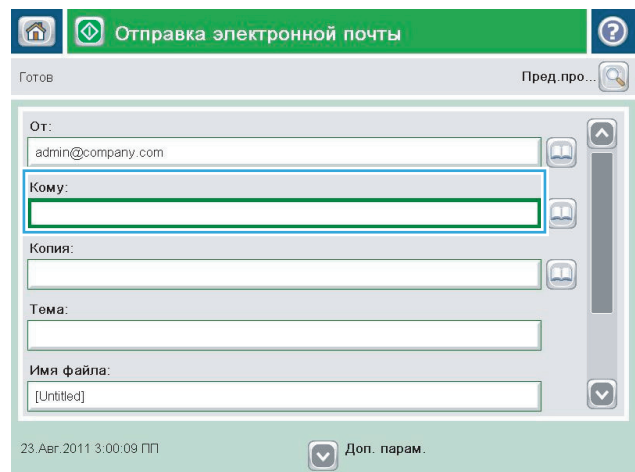 Отправка электронной почты
Готов
Пред.про...
От:
admin@company.com
Кому:
Копия:
Тема:
Имя файла:
[Untitled]
23.Авг.2011 3:00:09 ПП
Доп. парам.